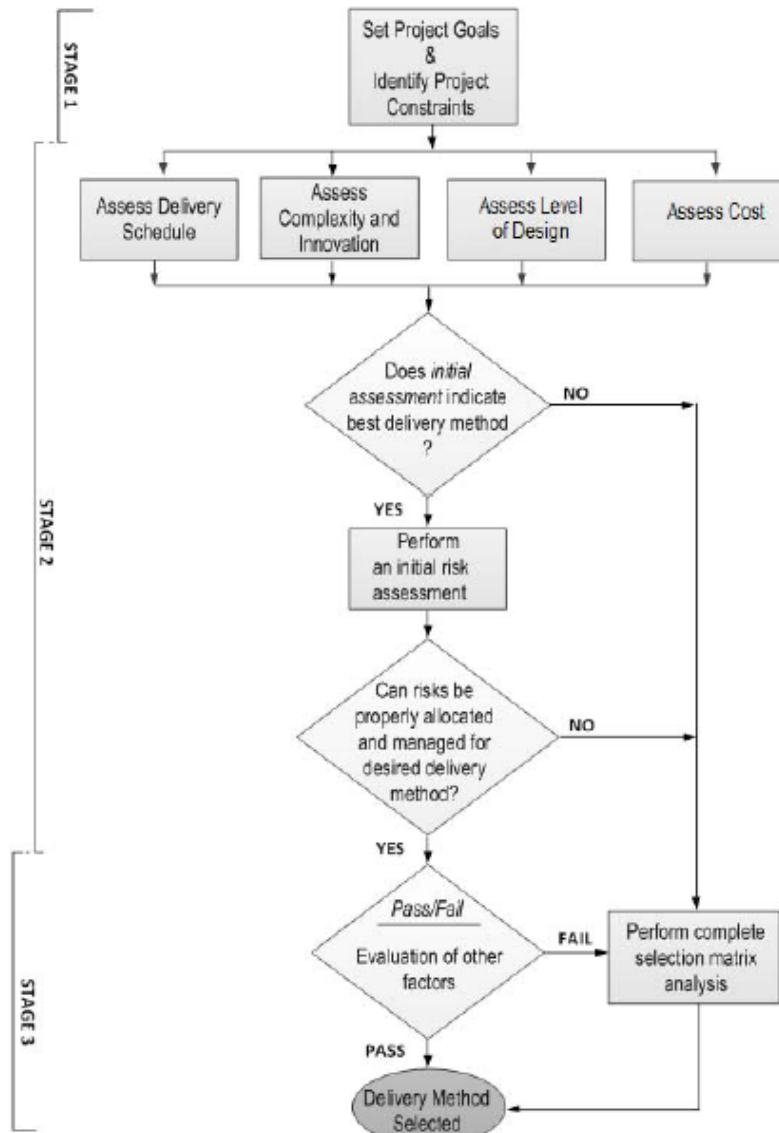 STAGE 1
Set Project Goals
&
Identify Project
Constraints
STAGE 2
Assess Delivery
Schedule
Assess
Complexity and
Innovation
Assess Level
of Design
Assess Cost
Does initial
assessment indicate
best delivery method
?
NO
YES
Perform
an initial risk
assessment
Can risks be
properly allocated
and managed for
desired delivery
method?
NO
YES
STAGE 3
Pass/Fail
Evaluation of other
factors
FAIL
Perform complete
selection matrix
analysis
PASS
Delivery Method
Selected